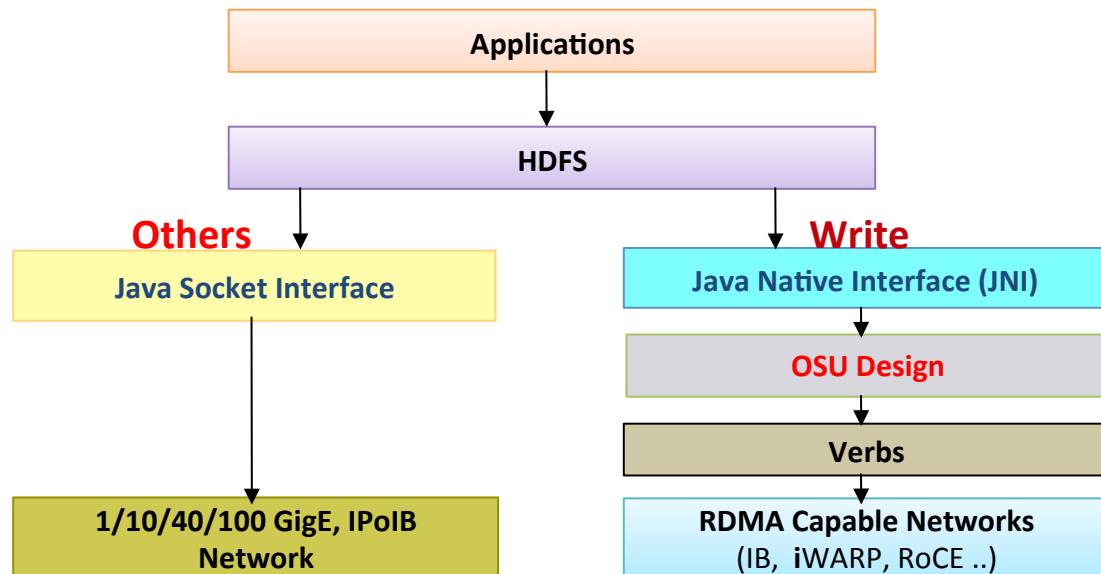 Applications
HDFS
Others
Write
Java Socket Interface
Java Native Interface (JNI)
OSU Design
Verbs
1/10/40/100 GigE, IPoIB
Network
RDMA Capable Networks
(IB, iWARP, RoCE ..)